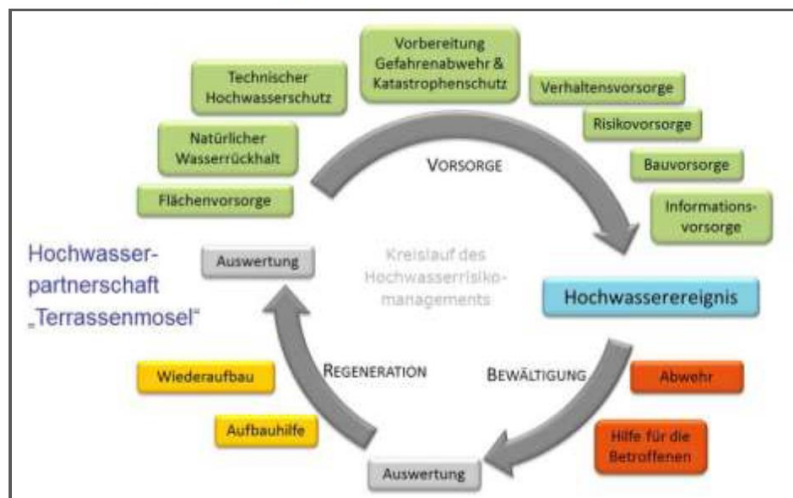 Vorbereitung
Gefahrenabwehr &
Katastrophenschutz
Technischer
Hochwasserschutz
Verhaltensvorsorge
Natürlicher
Wasserrückhalt
Risikovorsorge
VORSORGE
Bauvorsorge
Flächenvorsorge
Informations-
vorsorge
Hochwasser-
partnerschaft
„Terrassenmosel“
Auswertung
Kreislauf des
Hochwasserrisiko-
managements
Hochwasserereignis
Wiederaufbau
REGENERATION
BEWÄLTIGUNG
Abwehr
Aufbauhilfe
Hilfe für die
Betroffenen
Auswertung